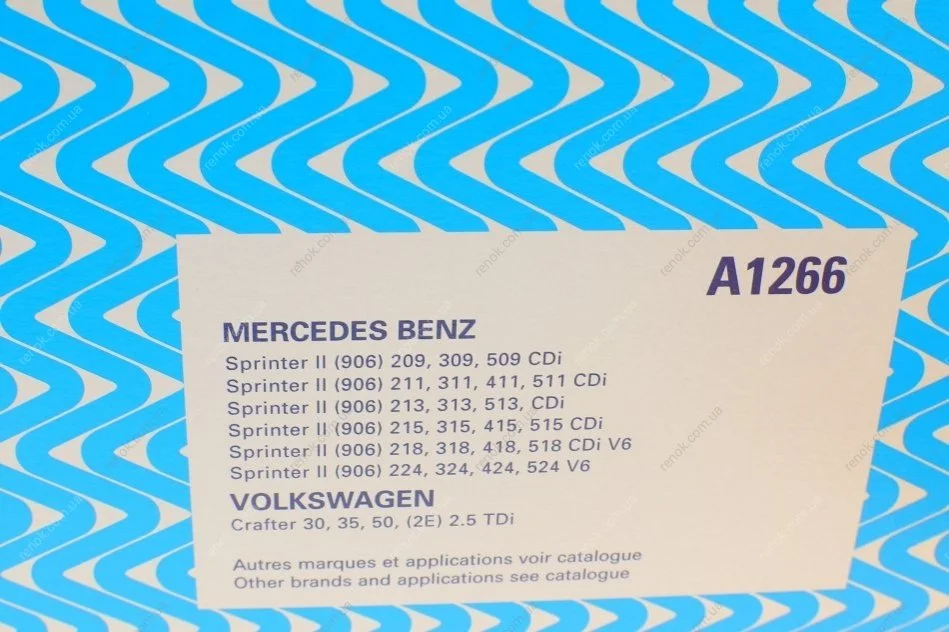 A1266
MERCEDES BENZ
Sprinter II (906) 209, 309, 509 CDi
Sprinter II (906) 211, 311, 411, 511 CDi
Sprinter II (906) 213, 313, 513, CDi
Sprinter II (906) 215, 315, 415, 515 CDi
Sprinter II (906) 218, 318, 418, 518 CDi V6
Sprinter II (906) 224, 324, 424, 524 V6
VOLKSWAGEN
Crafter 30, 35, 50, (2E) 2.5 TDi
Autres marques et applications voir catalogue
Other brands and applications see catalogue
renok.com.ua